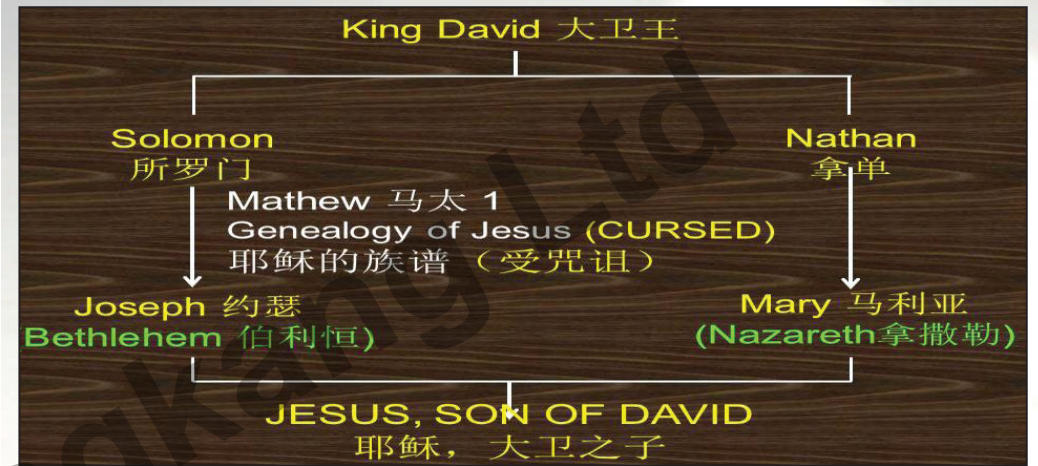 King David 大卫王
Solomon
所罗门
Nathan
拿单
Mathew 马太 1
Genealogy of Jesus (CURSED)
耶稣的族谱（受咒诅）
Joseph 约瑟
(Bethlehem 伯利恒)
Mary 马利亚
(Nazareth拿撒勒)
JESUS, SON OF DAVID
耶稣，大卫之子
gkang Ltd